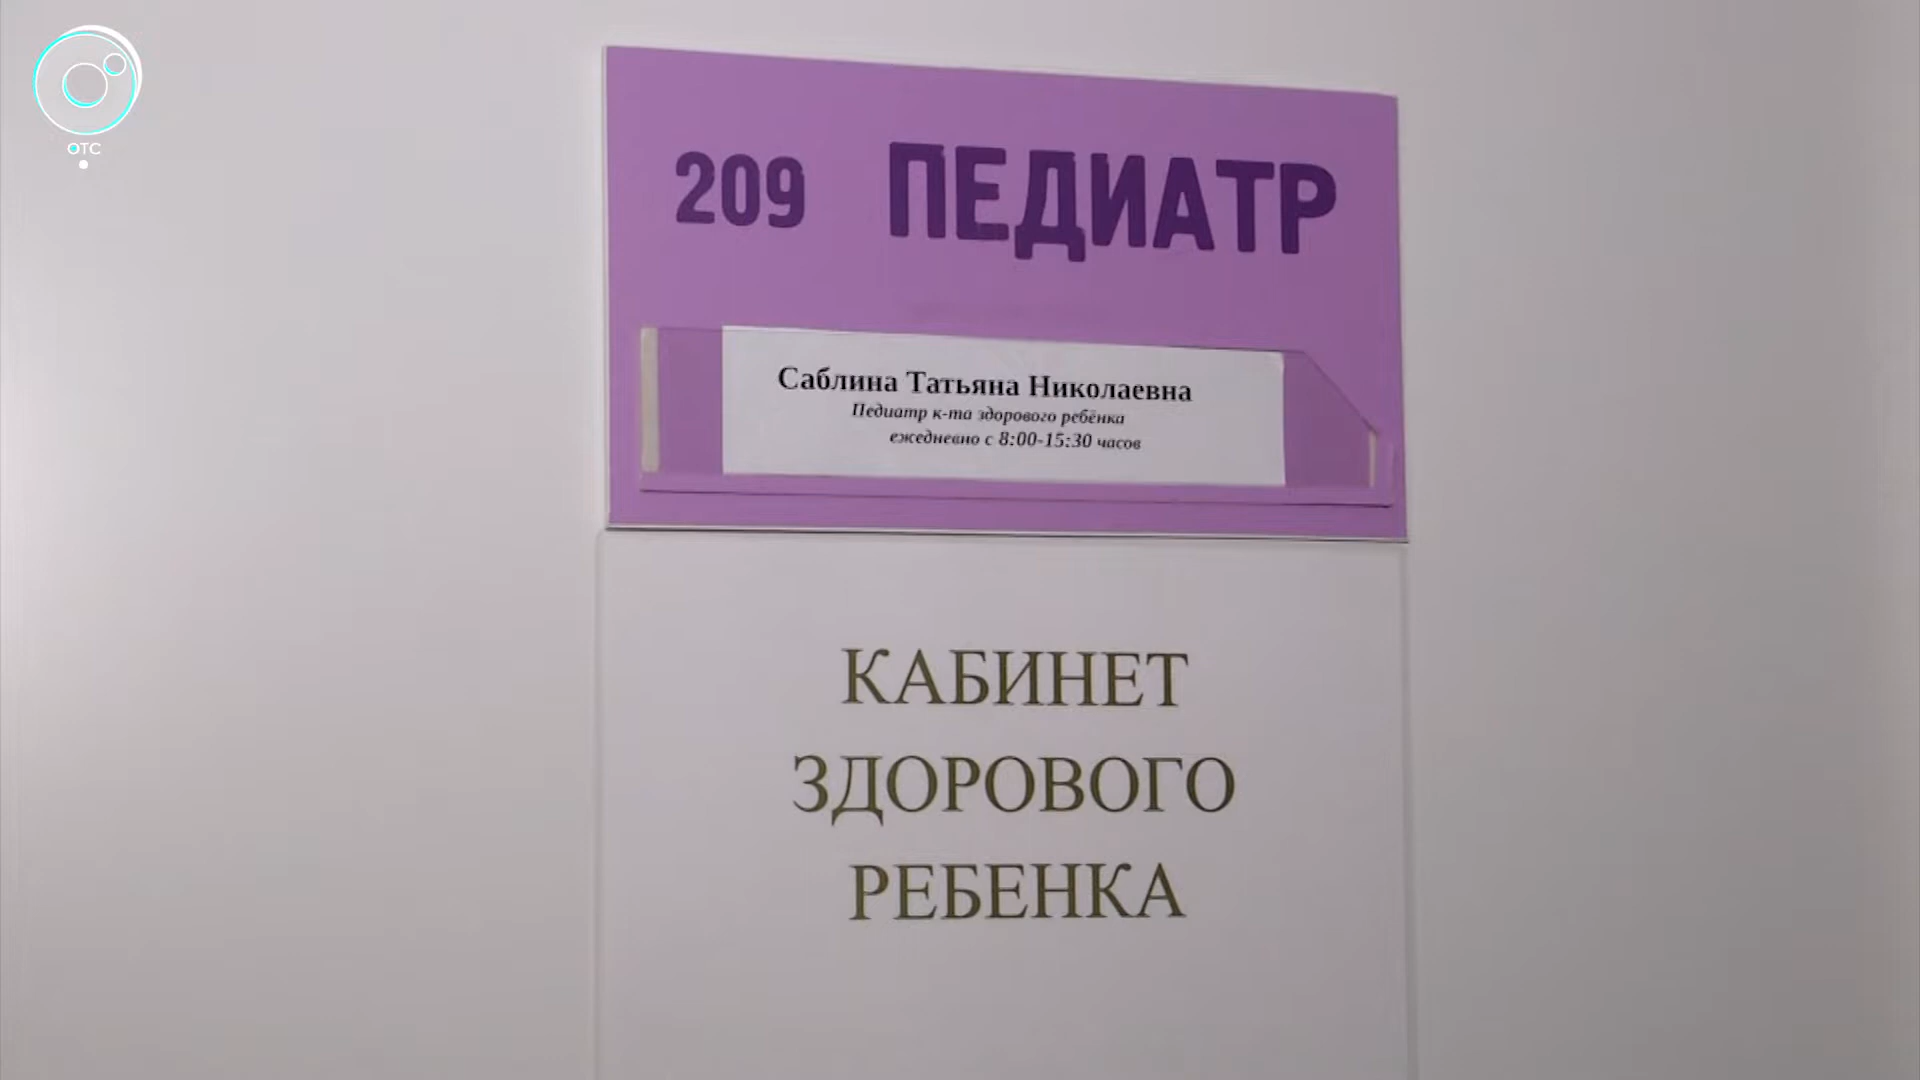 ОТС
209 ПЕДИАТР
Саблина Татьяна Николаевна
Педиатр к-та здорового ребёнка
ежедневно с 8:00-15:30 часов
КАБИНЕТ
ЗДОРОВОГО
РЕБЕНКА